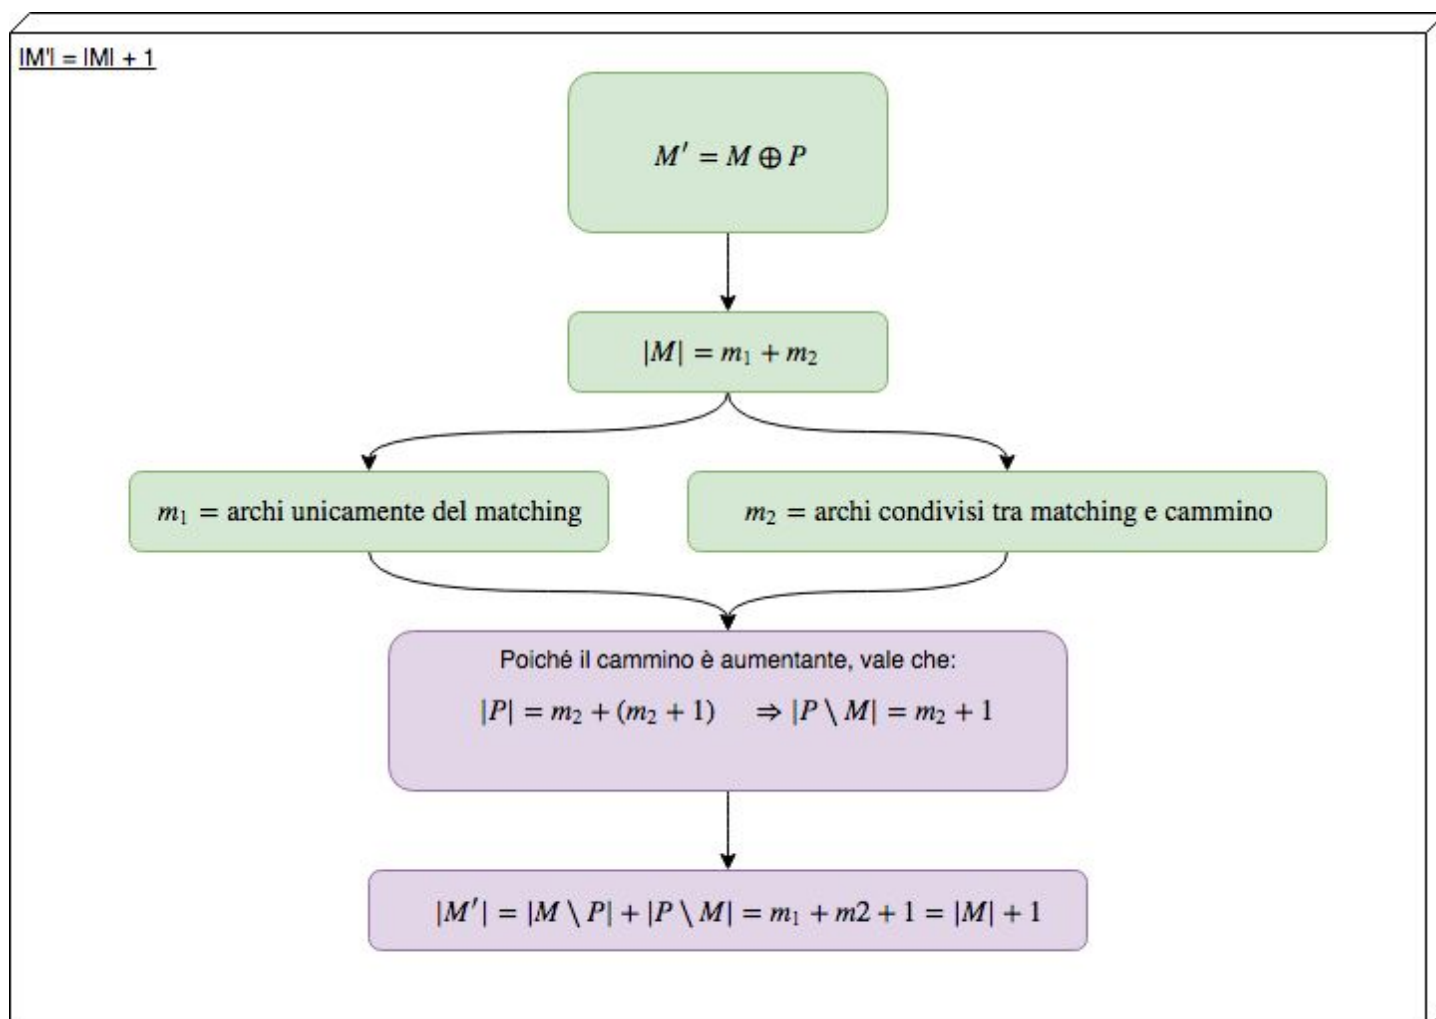 |M'| = |M| + 1
M′ = M ⊕ P
|M| = m₁ + m₂
m₁ = archi unicamente del matching
m₂ = archi condivisi tra matching e cammino
Poiché il cammino è aumentante, vale che:
|P| = m₂ + (m₂ + 1) ⇒ |P \ M| = m₂ + 1
|M′| = |M \ P| + |P \ M| = m₁ + m2 + 1 = |M| + 1